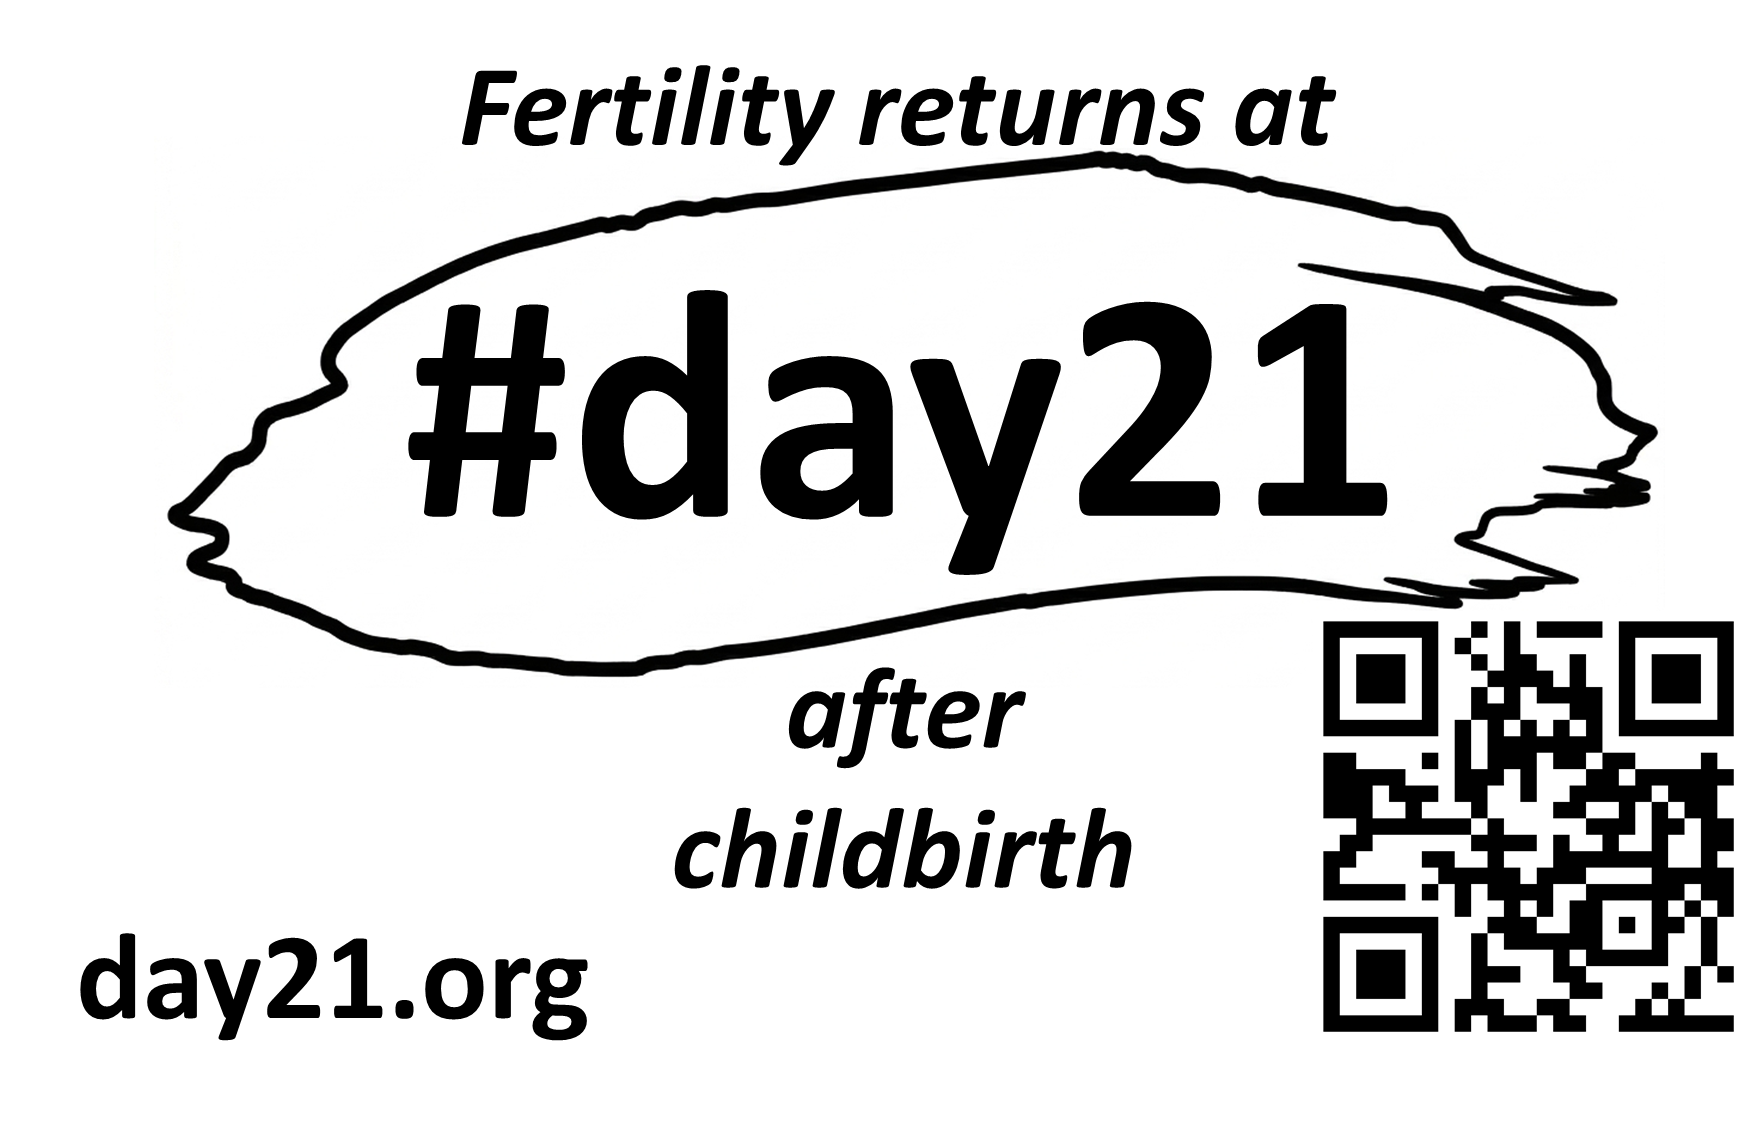 Fertility returns at
#day21
after
childbirth
day21.org